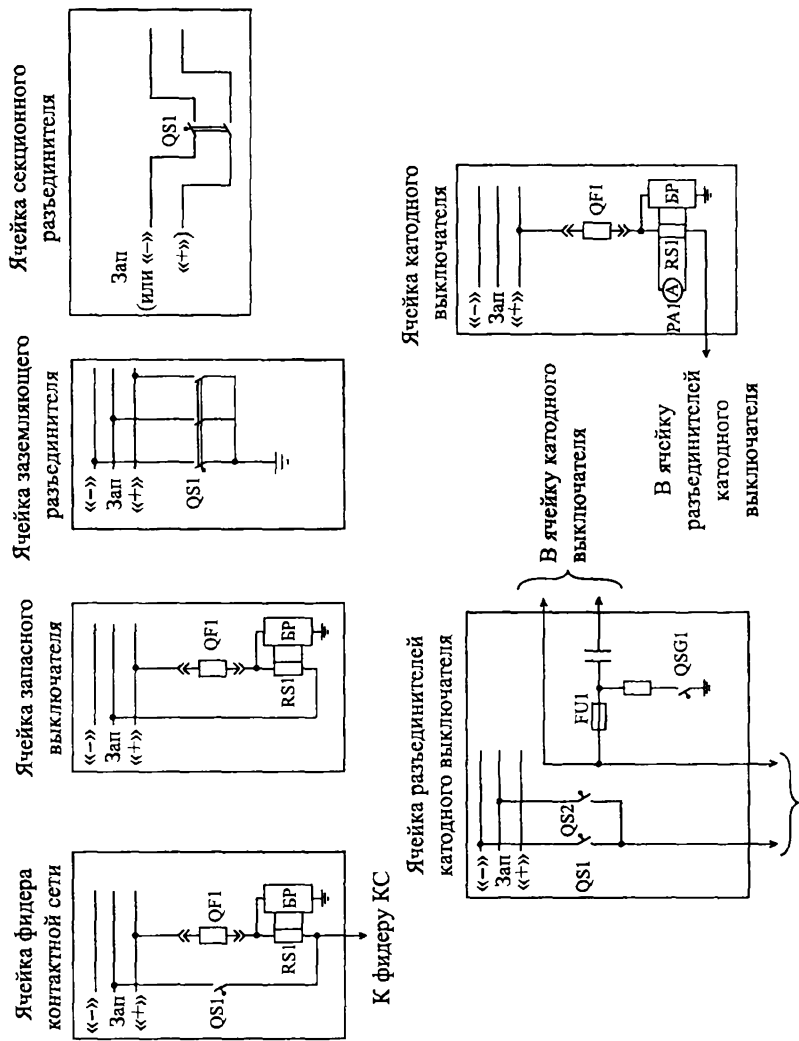 Ячейка фидера
контактной сети
«-»
Зап
«+»
QS1
QF1
БР
RS1
К фидеру КС
Ячейка запасного
выключателя
«-»
Зап
«+»
QF1
БР
RS1
Ячейка заземляющего
разъединителя
«-»
Зап
«+»
QS1
Ячейка секционного
разъединителя
Зап
(или «-»
«+»)
QS1
Ячейка разъединителей
катодного выключателя
«-»
Зап
«+»
QS1
QS2
FU1
QSG1
В ячейку катодного
выключателя
Ячейка катодного
выключателя
«-»
Зап
«+»
QF1
БР
RS1
PA1
A
В ячейку
разъединителей
катодного
выключателя